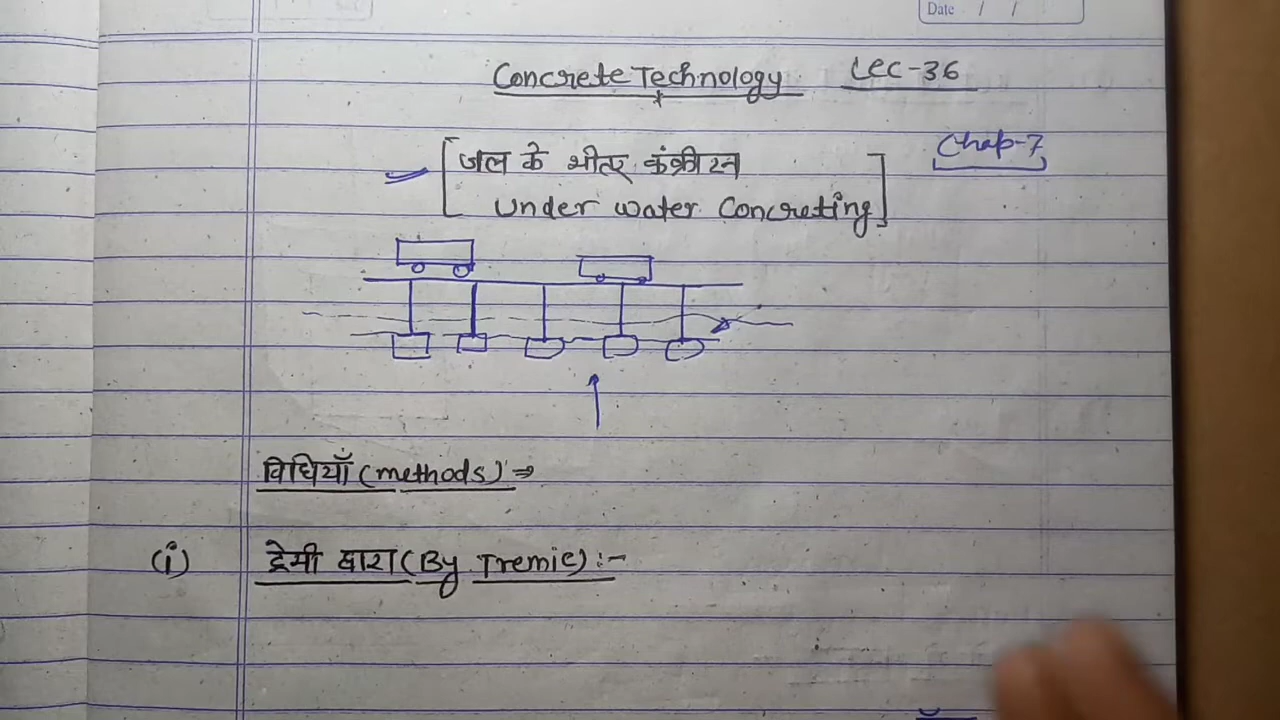 Date / /
Concrete Technology Lec-36
Chap-7
जल के भीतर कंक्रीटन
Under water Concreting
विधियाँ (methods) ⇒
(i) ट्रेमी द्वारा (By Tremie) :-